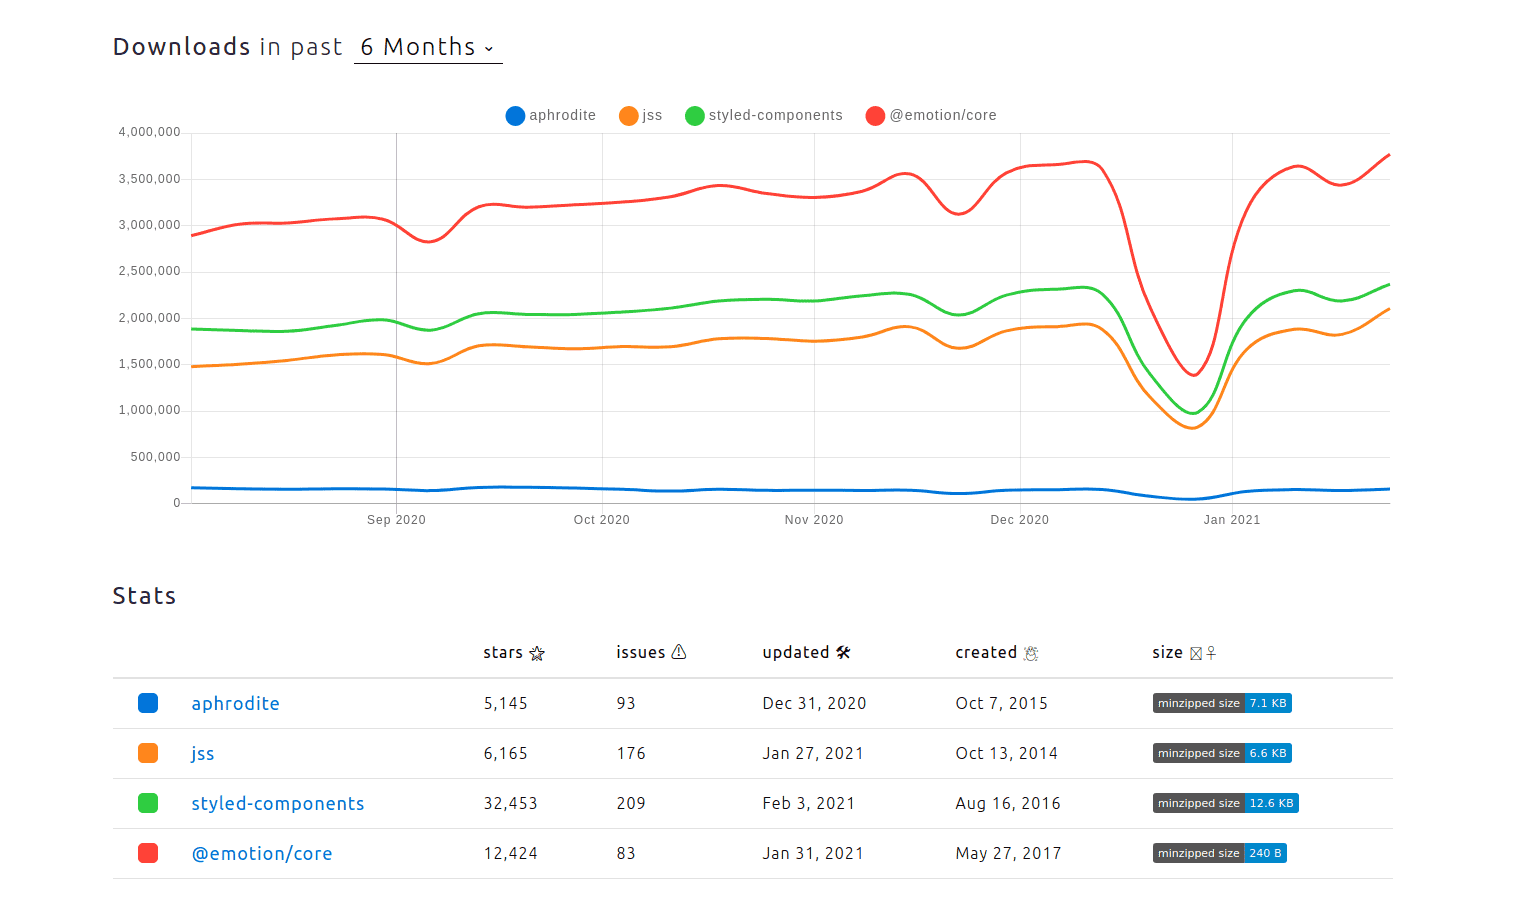 Downloads in past 6 Months
aphrodite jss styled-components @emotion/core
4,000,000
3,500,000
3,000,000
2,500,000
2,000,000
1,500,000
1,000,000
500,000
0
Sep 2020 Oct 2020 Nov 2020 Dec 2020 Jan 2021
Stats
stars issues updated created size
aphrodite 5,145 93 Dec 31, 2020 Oct 7, 2015 minzipped size 7.1 KB
jss 6,165 176 Jan 27, 2021 Oct 13, 2014 minzipped size 6.6 KB
styled-components 32,453 209 Feb 3, 2021 Aug 16, 2016 minzipped size 12.6 KB
@emotion/core 12,424 83 Jan 31, 2021 May 27, 2017 minzipped size 240 B